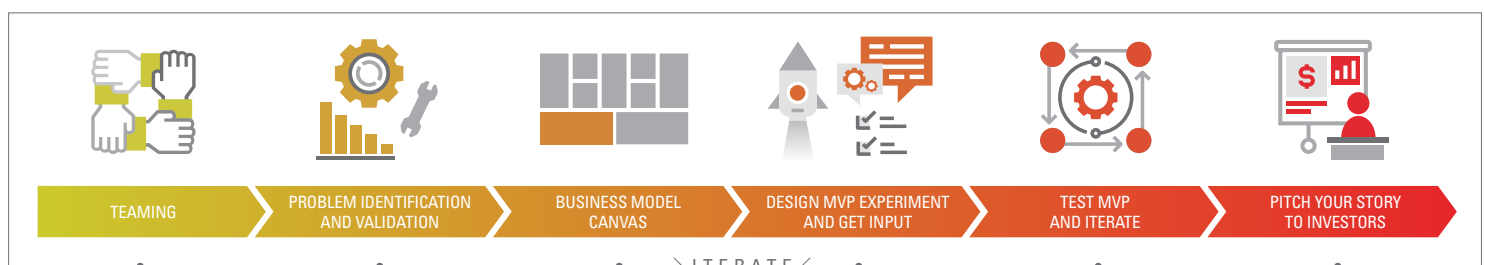 $
TEAMING
PROBLEM IDENTIFICATION
AND VALIDATION
BUSINESS MODEL
CANVAS
DESIGN MVP EXPERIMENT
AND GET INPUT
TEST MVP
AND ITERATE
PITCH YOUR STORY
TO INVESTORS
ITERATE